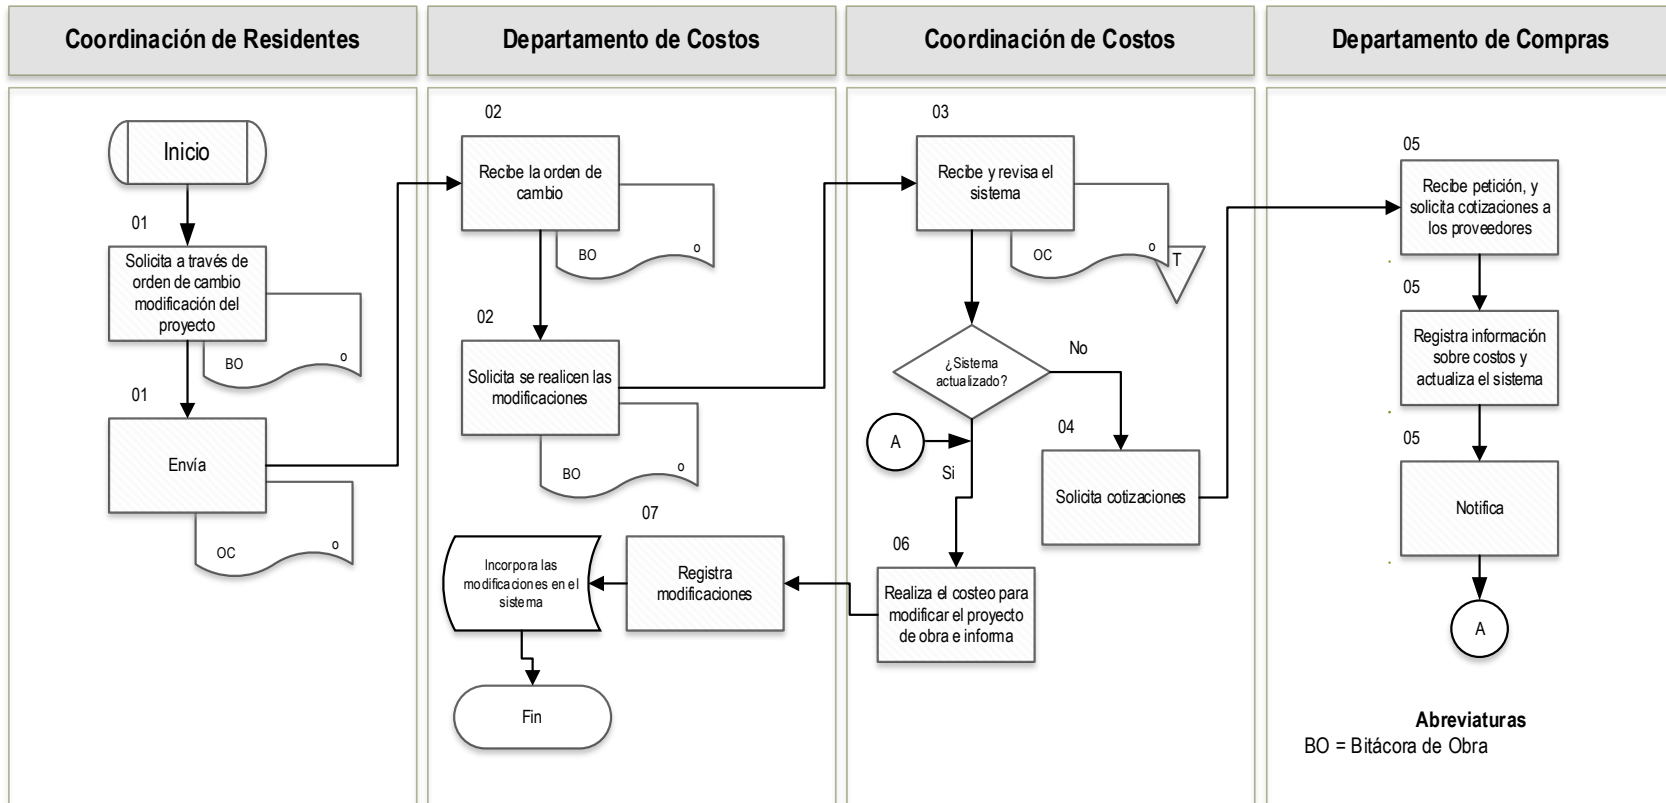 Coordinación de Residentes
Departamento de Costos
Coordinación de Costos
Departamento de Compras
Inicio
01
Solicita a través de
orden de cambio
modificación del
proyecto
BO
o
01
Envía
OC
o
02
Recibe la orden de
cambio
BO
o
02
Solicita se realicen las
modificaciones
BO
o
07
Registra
modificaciones
Incorpora las
modificaciones en el
sistema
Fin
03
Recibe y revisa el
sistema
OC
o
T
¿Sistema
actualizado?
No
A
Si
04
Solicita cotizaciones
06
Realiza el costeo para
modificar el proyecto
de obra e informa
05
Recibe petición, y
solicita cotizaciones a
los proveedores
05
Registra información
sobre costos y
actualiza el sistema
05
Notifica
A
Abreviaturas
BO = Bitácora de Obra